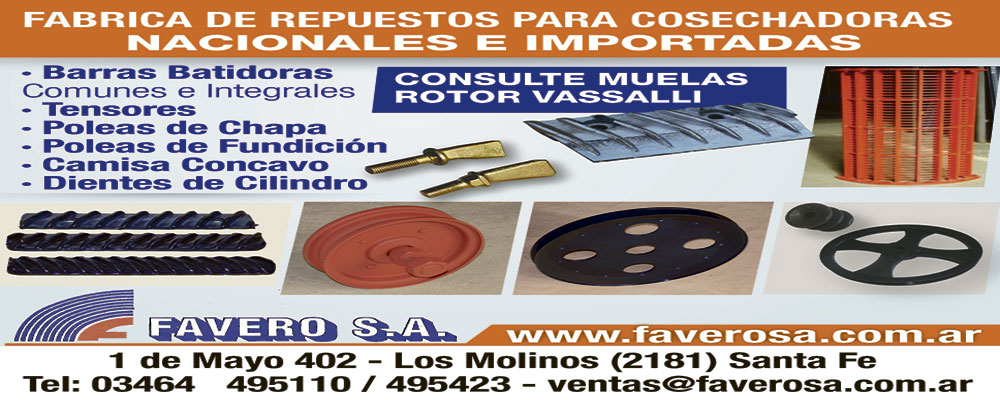 FABRICA DE REPUESTOS PARA COSECHADORAS
NACIONALES E IMPORTADAS
• Barras Batidoras
Comunes e Integrales
• Tensores
• Poleas de Chapa
• Poleas de Fundición
• Camisa Concavo
• Dientes de Cilindro
CONSULTE MUELAS
ROTOR VASSALLI
FAVERO S.A.
www.faverosa.com.ar
1 de Mayo 402 - Los Molinos (2181) Santa Fe
Tel: 03464 495110 / 495423 - ventas@faverosa.com.ar